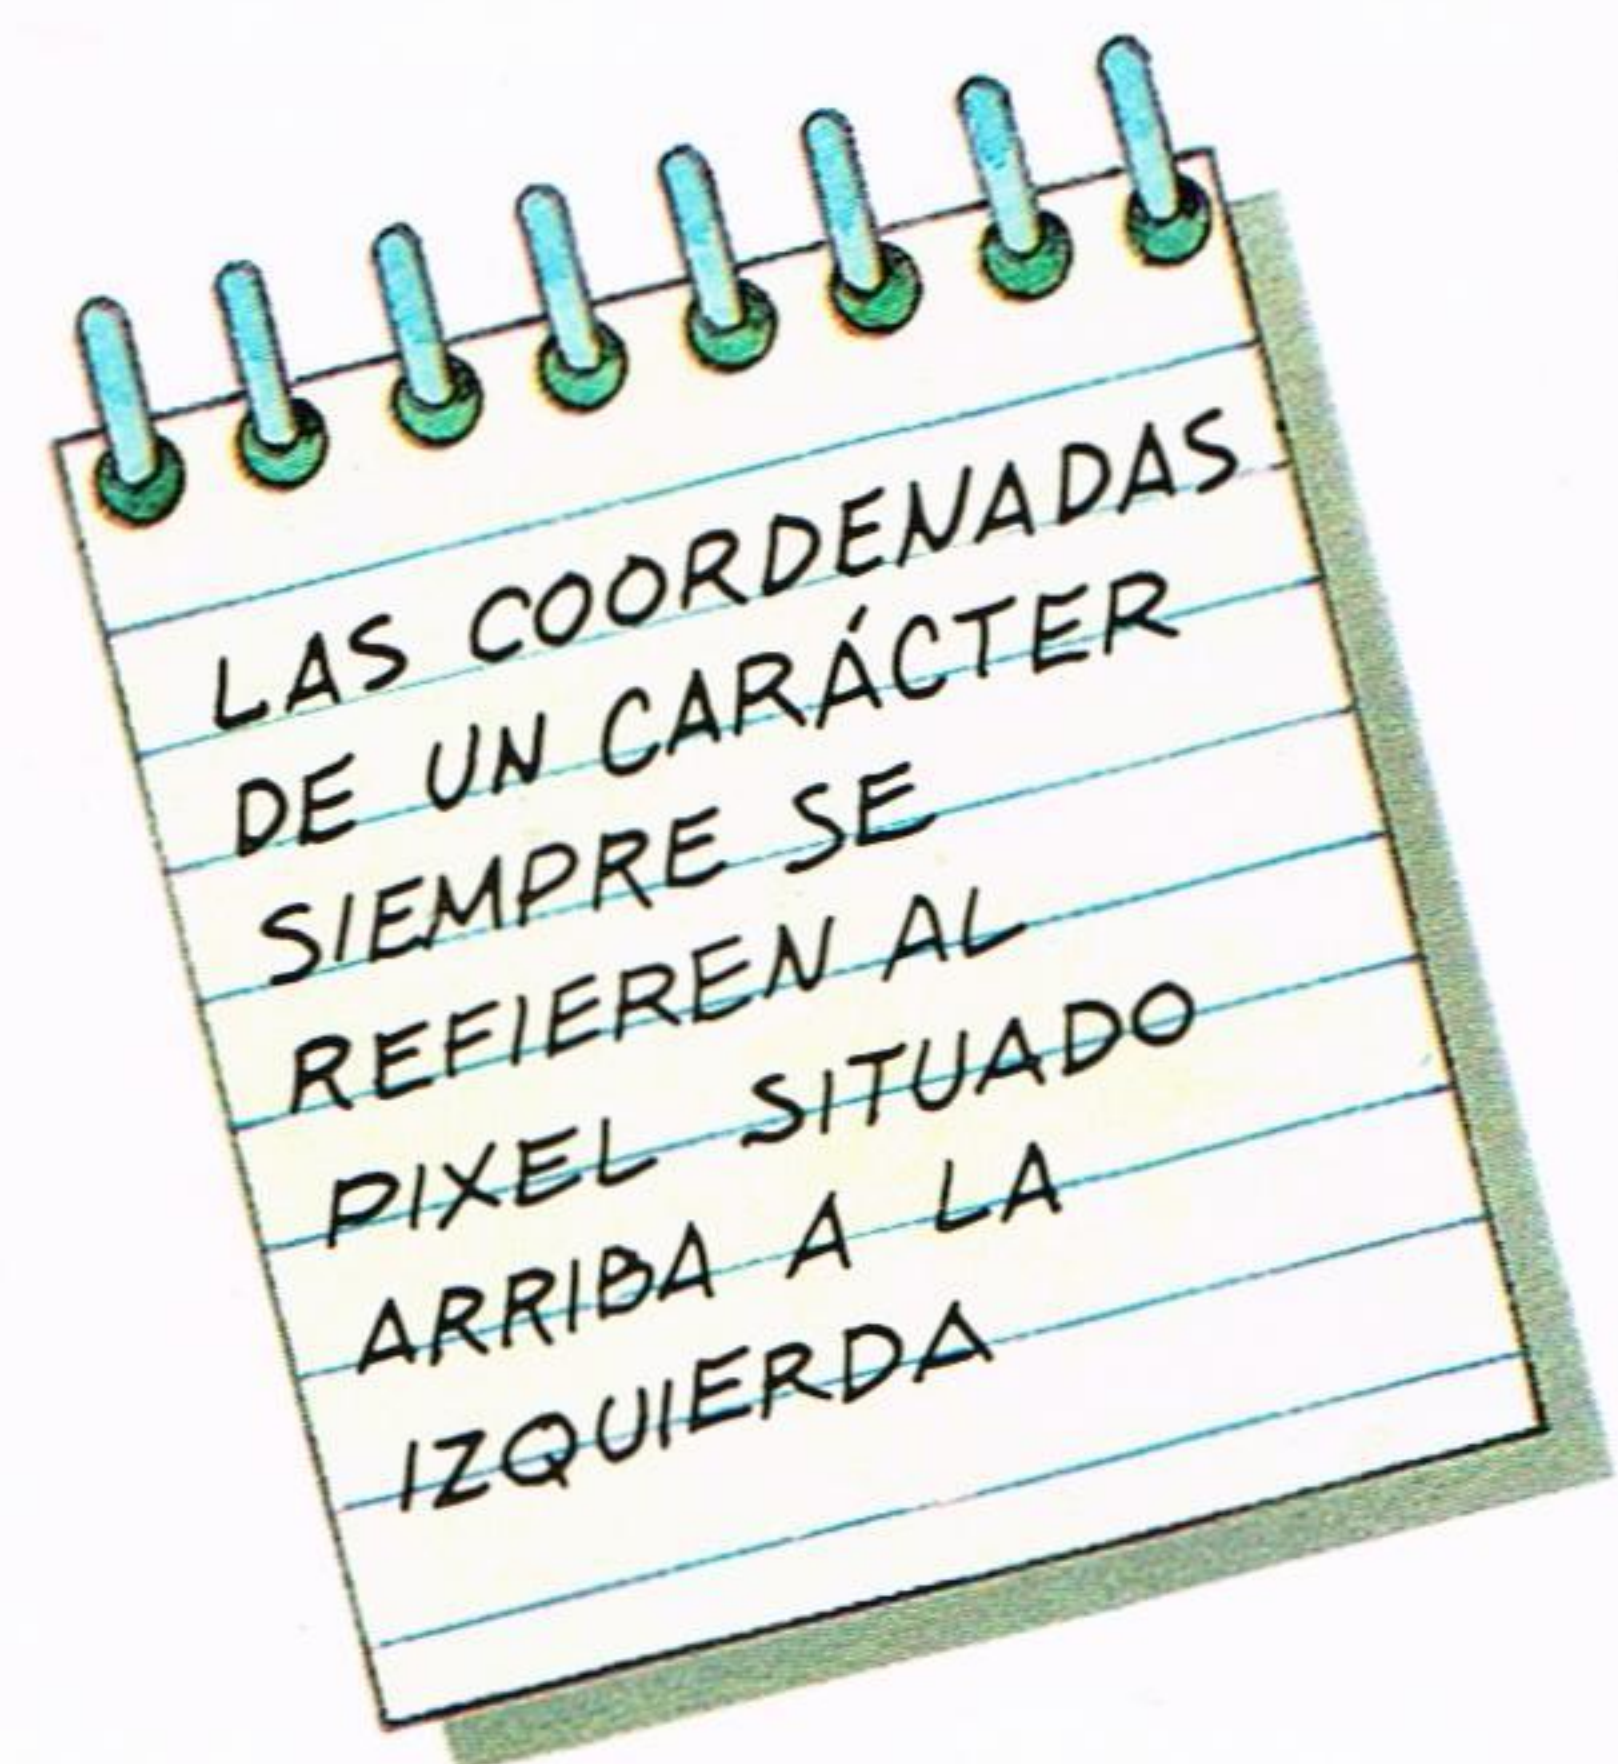 LAS COORDENADAS
DE UN CARÁCTER
SIEMPRE SE
REFIEREN AL
PIXEL SITUADO
ARRIBA A LA
IZQUIERDA